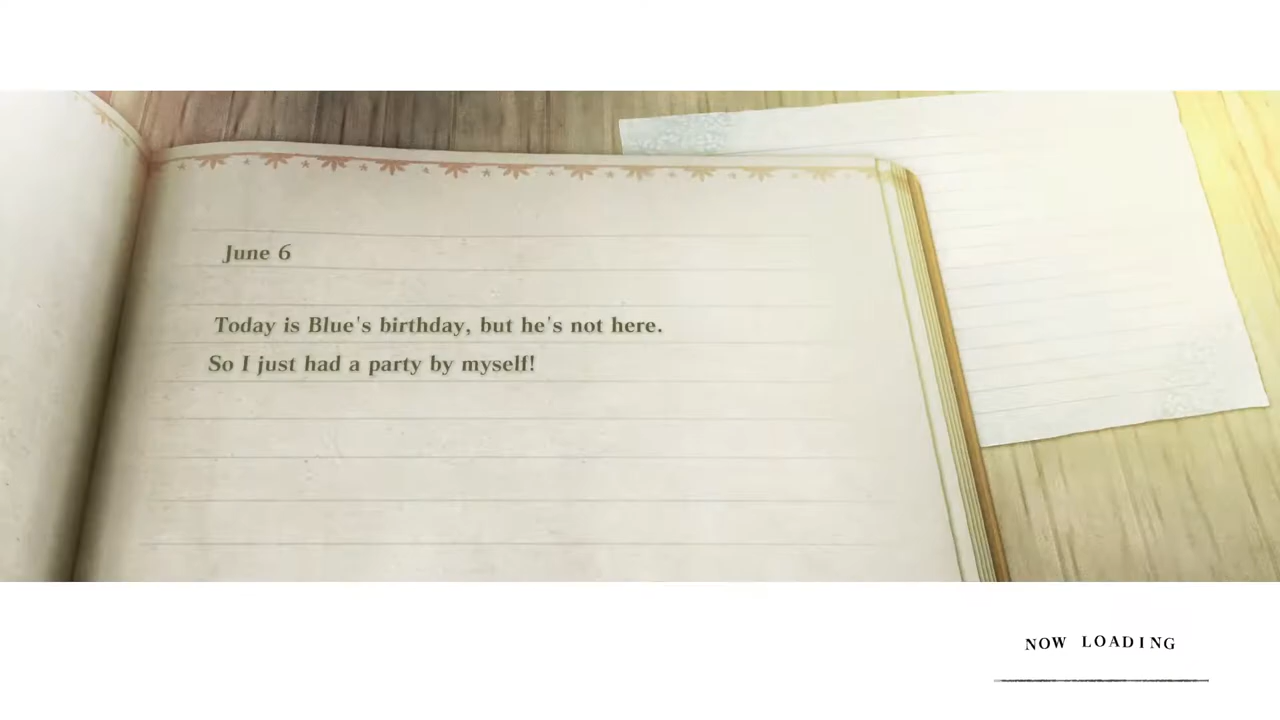 June 6
Today is Blue's birthday, but he's not here.
So I just had a party by myself!
NOW LOADING